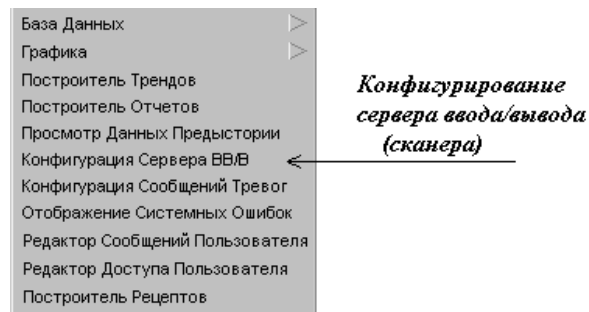 База Данных
Графика
Построитель Трендов
Построитель Отчетов
Просмотр Данных Предыстории
Конфигурация Сервера ВВ/В
Конфигурация Сообщений Тревог
Отображение Системных Ошибок
Редактор Сообщений Пользователя
Редактор Доступа Пользователя
Построитель Рецептов
Конфигурирование
сервера ввода/вывода
(сканера)